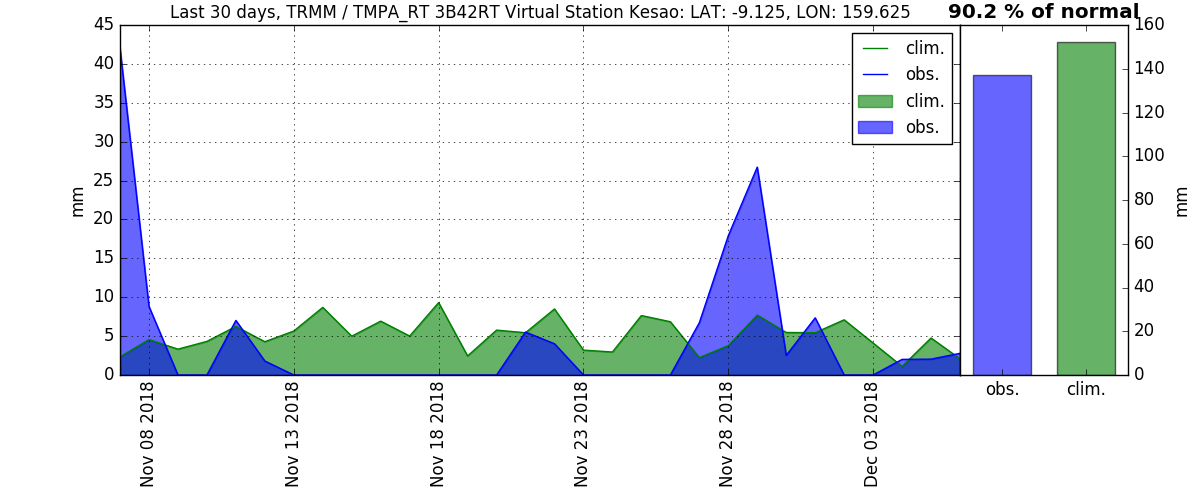 Last 30 days, TRMM / TMPA_RT 3B42RT Virtual Station Kesao: LAT: -9.125, LON: 159.625
90.2 % of normal
45
40
35
30
25
20
15
10
5
0
mm
clim.
obs.
clim.
obs.
Nov 08 2018
Nov 13 2018
Nov 18 2018
Nov 23 2018
Nov 28 2018
Dec 03 2018
160
140
120
100
80
60
40
20
0
mm
obs.
clim.